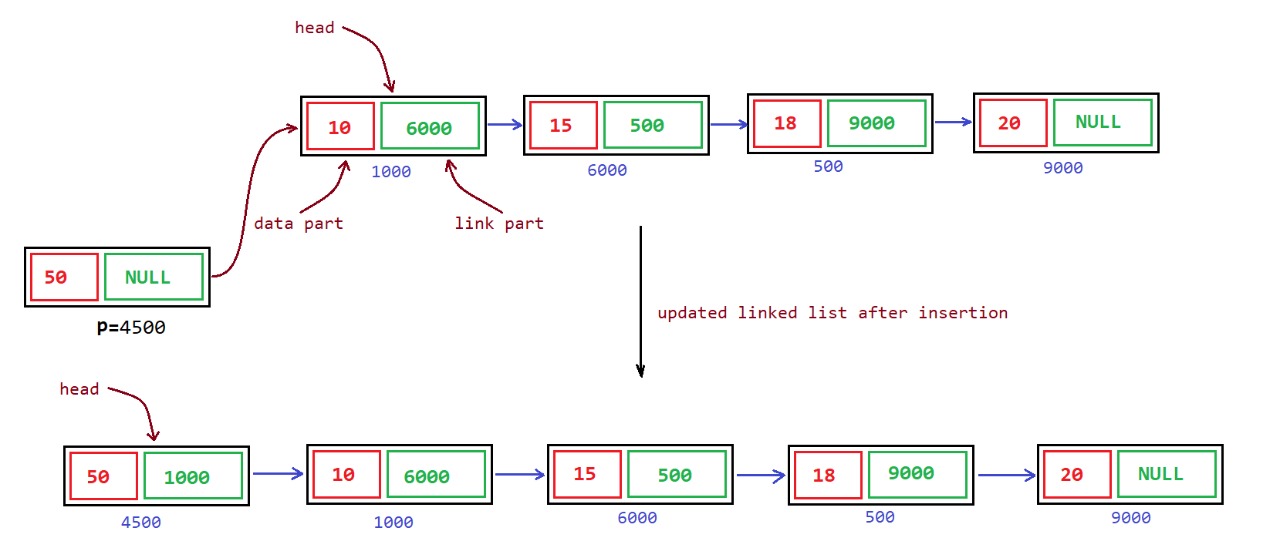 head
10 6000
15 500
18 9000
20 NULL
1000
6000
500
9000
data part
link part
50 NULL
P=4500
updated linked list after insertion
head
50 1000
10 6000
15 500
18 9000
20 NULL
4500
1000
6000
500
9000